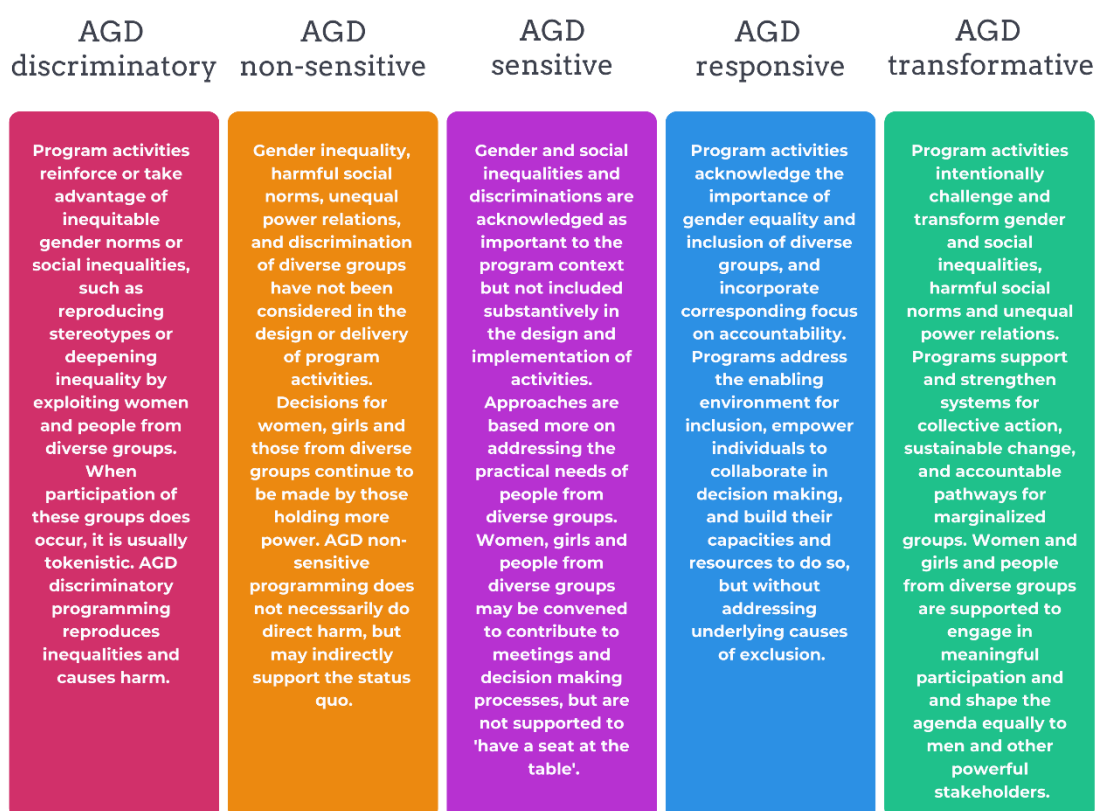 AGD
discriminatory
Program activities
reinforce or take
advantage of
inequitable
gender norms or
social inequalities,
such as
reproducing
stereotypes or
deepening
inequality by
exploiting women
and people from
diverse groups.
When
participation of
these groups does
occur, it is usually
tokenistic. AGD
discriminatory
programming
reproduces
inequalities and
causes harm.
AGD
non-sensitive
Gender inequality,
harmful social
norms, unequal
power relations,
and discrimination
of diverse groups
have not been
considered in the
design or delivery
of program
activities.
Decisions for
women, girls and
those from diverse
groups continue to
be made by those
holding more
power. AGD non-
sensitive
programming does
not necessarily do
direct harm, but
may indirectly
support the status
quo.
AGD
sensitive
Gender and social
inequalities and
discriminations are
acknowledged as
important to the
program context
but not included
substantively in
the design and
implementation of
activities.
Approaches are
based more on
addressing the
practical needs of
people from
diverse groups.
Women, girls and
people from
diverse groups
may be convened
to contribute to
meetings and
decision making
processes, but are
not supported to
'have a seat at the
table'.
AGD
responsive
Program activities
acknowledge the
importance of
gender equality and
inclusion of diverse
groups, and
incorporate
corresponding focus
on accountability.
Programs address
the enabling
environment for
inclusion, empower
individuals to
collaborate in
decision making,
and build their
capacities and
resources to do so,
but without
addressing
underlying causes
of exclusion.
AGD
transformative
Program activities
intentionally
challenge and
transform gender
and social
inequalities,
harmful social
norms and unequal
power relations.
Programs support
and strengthen
systems for
collective action,
sustainable change,
and accountable
pathways for
marginalized
groups. Women and
girls and people
from diverse groups
are supported to
engage in
meaningful
participation and
and shape the
agenda equally to
men and other
powerful
stakeholders.